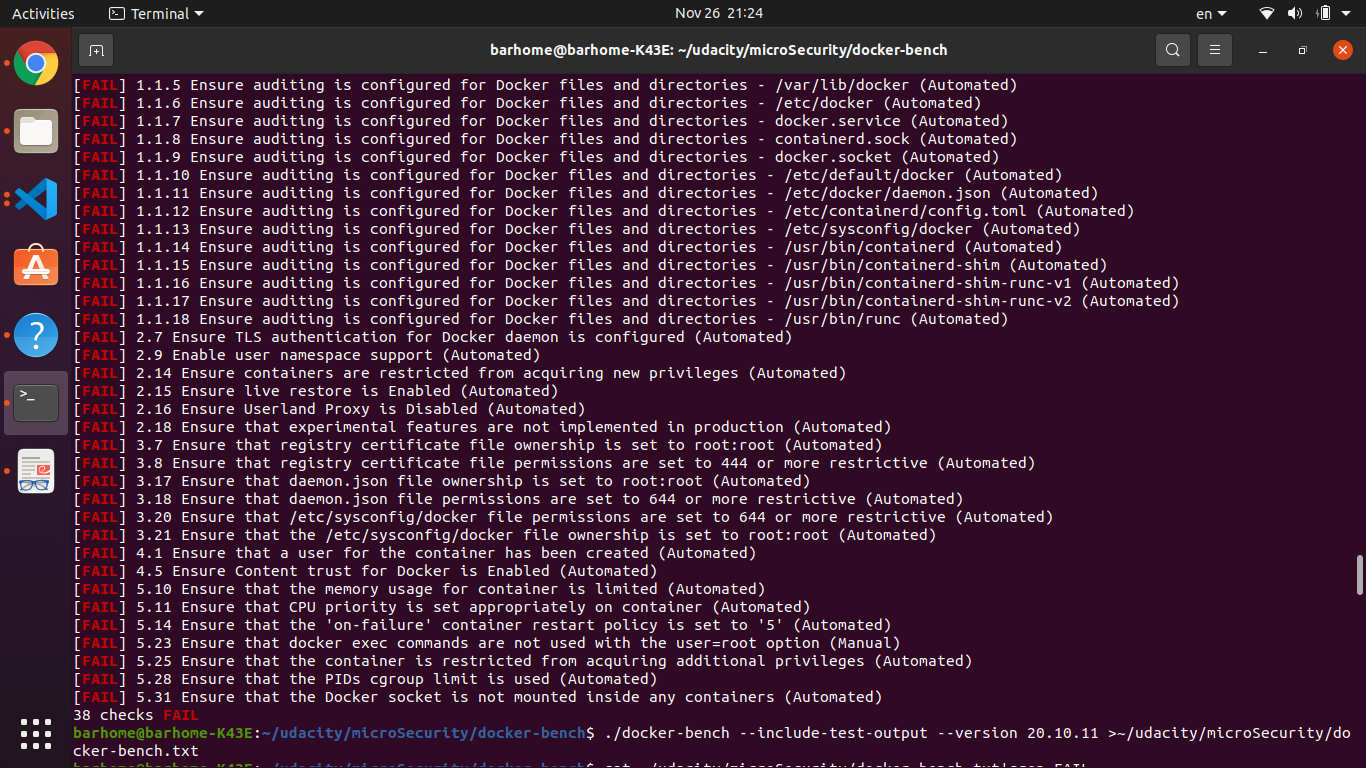 Activities
Terminal
Nov 26 21:24
en
barhome@barhome-K43E: ~/udacity/microSecurity/docker-bench
[FAIL] 1.1.5 Ensure auditing is configured for Docker files and directories - /var/lib/docker (Automated)
[FAIL] 1.1.6 Ensure auditing is configured for Docker files and directories - /etc/docker (Automated)
[FAIL] 1.1.7 Ensure auditing is configured for Docker files and directories - docker.service (Automated)
[FAIL] 1.1.8 Ensure auditing is configured for Docker files and directories - containerd.sock (Automated)
[FAIL] 1.1.9 Ensure auditing is configured for Docker files and directories - docker.socket (Automated)
[FAIL] 1.1.10 Ensure auditing is configured for Docker files and directories - /etc/default/docker (Automated)
[FAIL] 1.1.11 Ensure auditing is configured for Docker files and directories - /etc/docker/daemon.json (Automated)
[FAIL] 1.1.12 Ensure auditing is configured for Docker files and directories - /etc/containerd/config.toml (Automated)
[FAIL] 1.1.13 Ensure auditing is configured for Docker files and directories - /etc/sysconfig/docker (Automated)
[FAIL] 1.1.14 Ensure auditing is configured for Docker files and directories - /usr/bin/containerd (Automated)
[FAIL] 1.1.15 Ensure auditing is configured for Docker files and directories - /usr/bin/containerd-shim (Automated)
[FAIL] 1.1.16 Ensure auditing is configured for Docker files and directories - /usr/bin/containerd-shim-runc-v1 (Automated)
[FAIL] 1.1.17 Ensure auditing is configured for Docker files and directories - /usr/bin/containerd-shim-runc-v2 (Automated)
[FAIL] 1.1.18 Ensure auditing is configured for Docker files and directories - /usr/bin/runc (Automated)
[FAIL] 2.7 Ensure TLS authentication for Docker daemon is configured (Automated)
[FAIL] 2.9 Enable user namespace support (Automated)
[FAIL] 2.14 Ensure containers are restricted from acquiring new privileges (Automated)
[FAIL] 2.15 Ensure live restore is Enabled (Automated)
[FAIL] 2.16 Ensure Userland Proxy is Disabled (Automated)
[FAIL] 2.18 Ensure that experimental features are not implemented in production (Automated)
[FAIL] 3.7 Ensure that registry certificate file ownership is set to root:root (Automated)
[FAIL] 3.8 Ensure that registry certificate file permissions are set to 444 or more restrictive (Automated)
[FAIL] 3.17 Ensure that daemon.json file ownership is set to root:root (Automated)
[FAIL] 3.18 Ensure that daemon.json file permissions are set to 644 or more restrictive (Automated)
[FAIL] 3.20 Ensure that /etc/sysconfig/docker file permissions are set to 644 or more restrictive (Automated)
[FAIL] 3.21 Ensure that the /etc/sysconfig/docker file ownership is set to root:root (Automated)
[FAIL] 4.1 Ensure that a user for the container has been created (Automated)
[FAIL] 4.5 Ensure Content trust for Docker is Enabled (Automated)
[FAIL] 5.10 Ensure that the memory usage for container is limited (Automated)
[FAIL] 5.11 Ensure that CPU priority is set appropriately on container (Automated)
[FAIL] 5.14 Ensure that the 'on-failure' container restart policy is set to '5' (Automated)
[FAIL] 5.23 Ensure that docker exec commands are not used with the user=root option (Manual)
[FAIL] 5.25 Ensure that the container is restricted from acquiring additional privileges (Automated)
[FAIL] 5.28 Ensure that the PIDs cgroup limit is used (Automated)
[FAIL] 5.31 Ensure that the Docker socket is not mounted inside any containers (Automated)
38 checks FAIL
barhome@barhome-K43E:~/udacity/microSecurity/docker-bench$ ./docker-bench --include-test-output --version 20.10.11 >~/udacity/microSecurity/do
cker-bench.txt
barhome@barhome-K43E:~/udacity/microSecurity/docker-bench$ cat ~/udacity/microSecurity/docker-bench.txt|grep FAIL